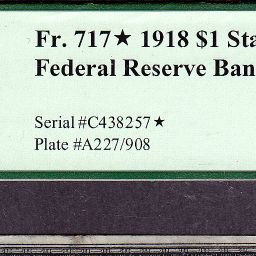 Fr. 717★ 1918 $1 Sta
Federal Reserve Ban
Serial #C438257★
Plate #A227/908